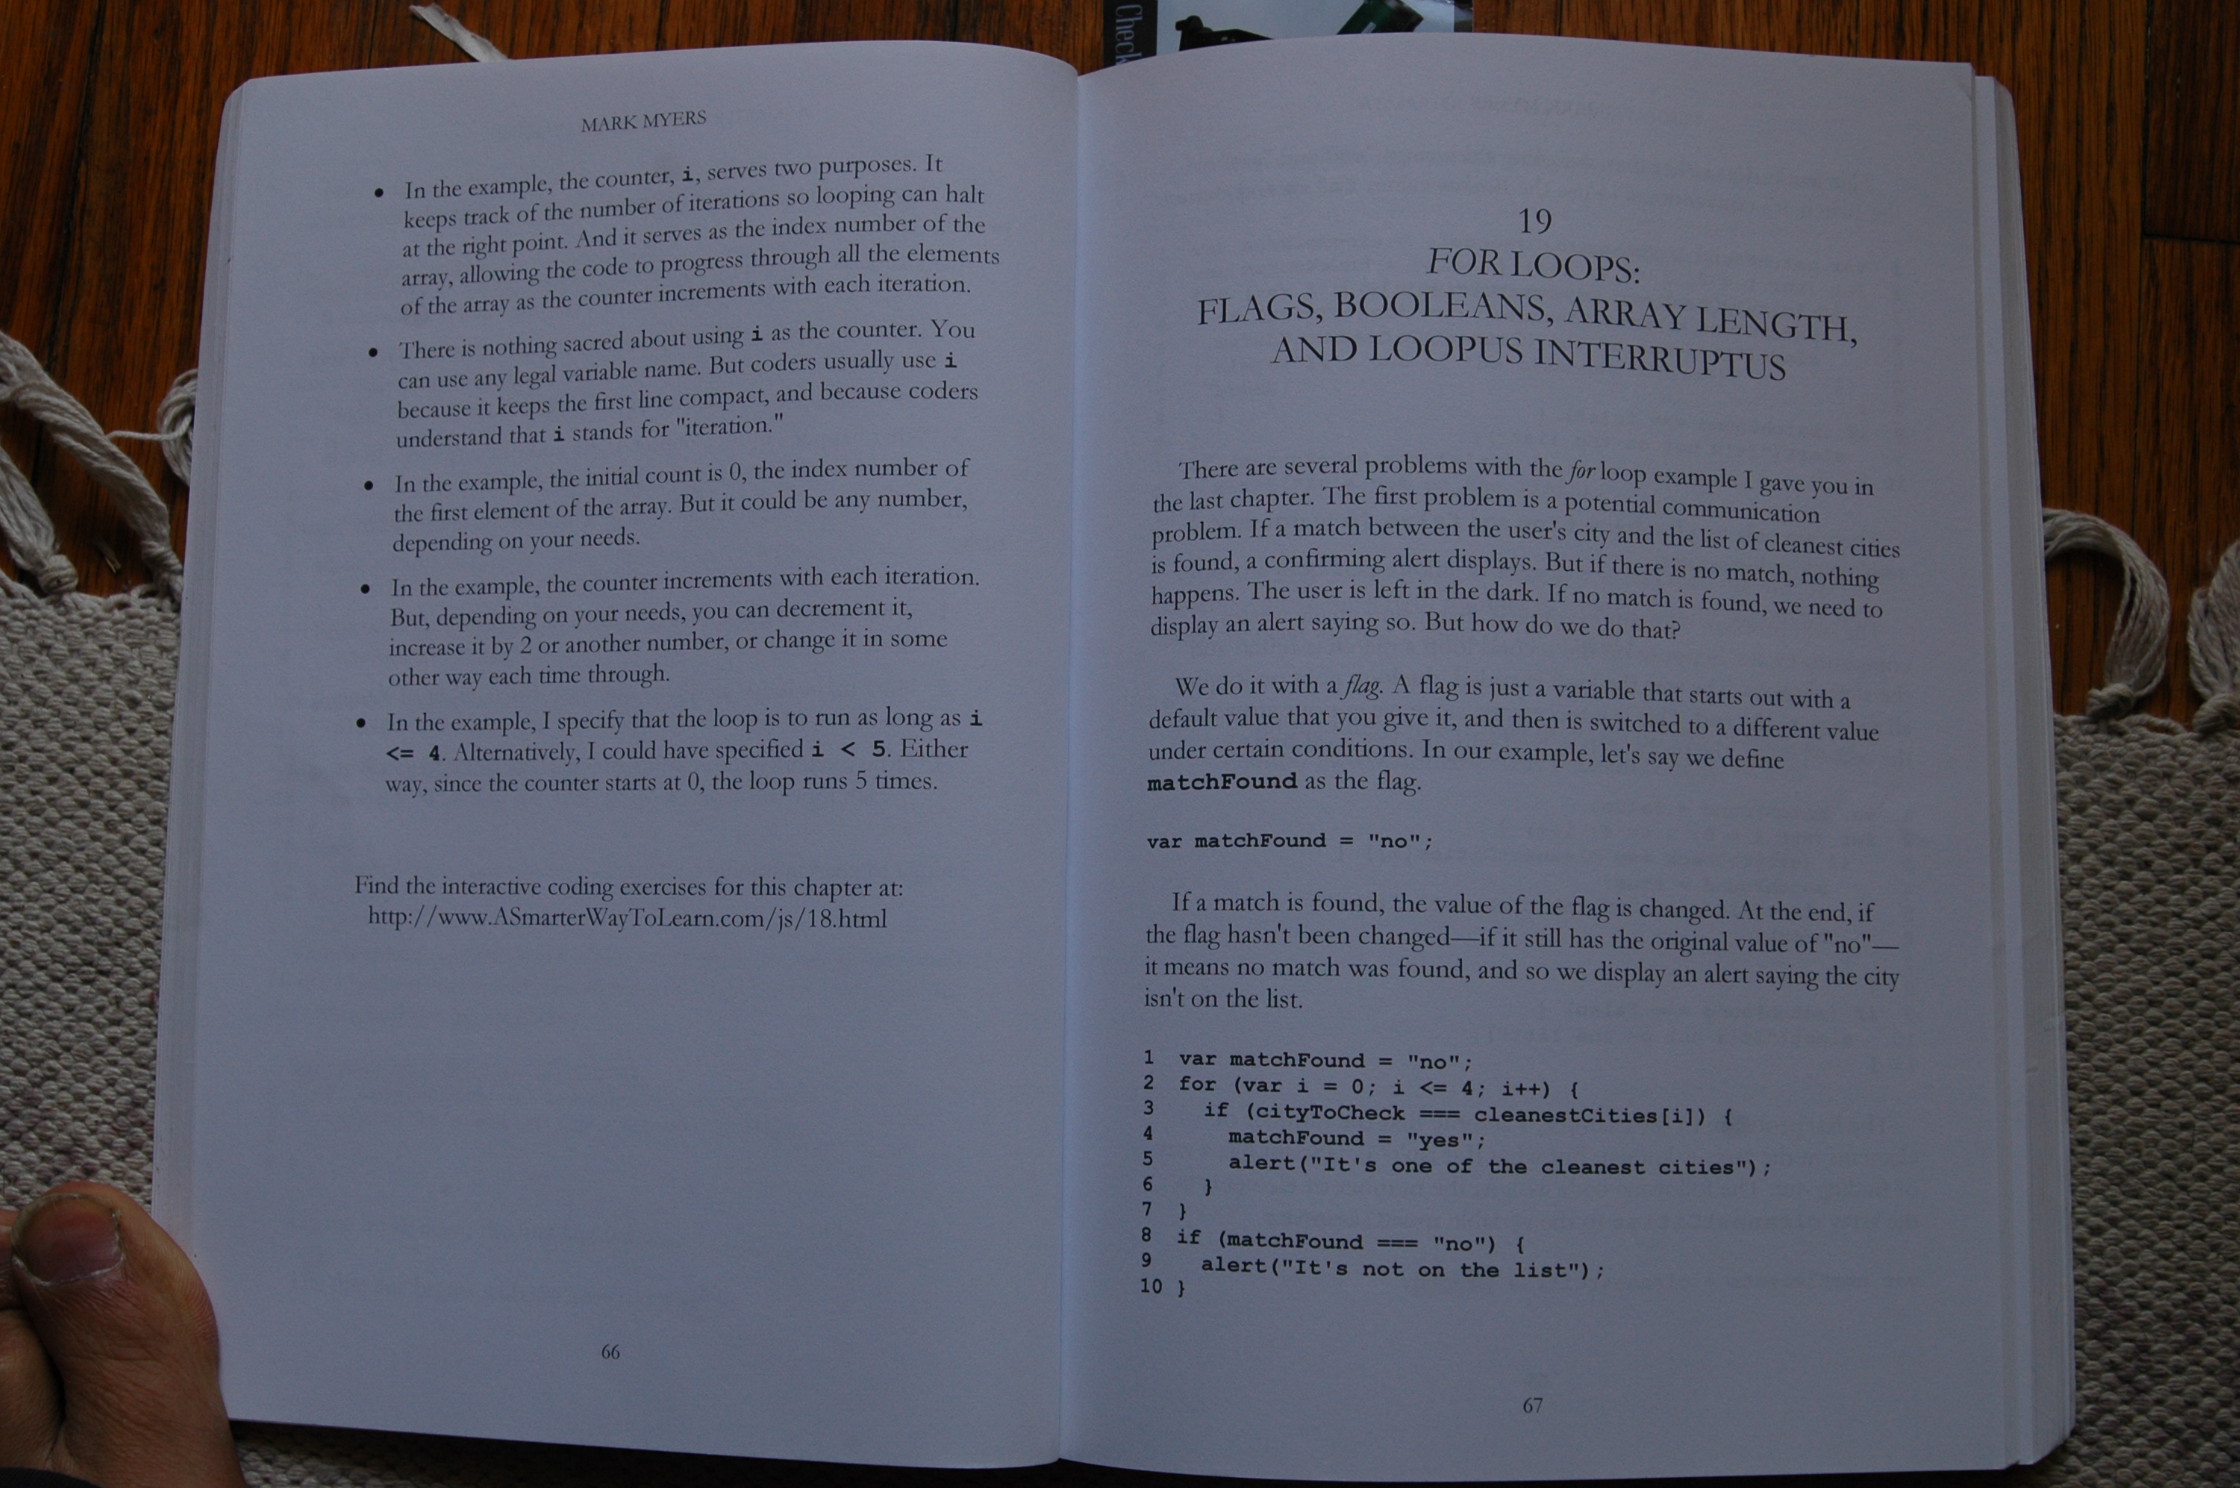 MARK MYERS
• In the example, the counter, i, serves two purposes. It
keeps track of the number of iterations so looping can halt
at the right point. And it serves as the index number of the
array, allowing the code to progress through all the elements
of the array as the counter increments with each iteration.
• There is nothing sacred about using i as the counter. You
can use any legal variable name. But coders usually use i
because it keeps the first line compact, and because coders
understand that i stands for "iteration."
• In the example, the initial count is 0, the index number of
the first element of the array. But it could be any number,
depending on your needs.
• In the example, the counter increments with each iteration.
But, depending on your needs, you can decrement it,
increase it by 2 or another number, or change it in some
other way each time through.
• In the example, I specify that the loop is to run as long as i
<= 4. Alternatively, I could have specified i < 5. Either
way, since the counter starts at 0, the loop runs 5 times.
Find the interactive coding exercises for this chapter at:
http://www.ASmarterWayToLearn.com/js/18.html
66
19
FOR LOOPS:
FLAGS, BOOLEANS, ARRAY LENGTH,
AND LOOPUS INTERRUPTUS
There are several problems with the for loop example I gave you in
the last chapter. The first problem is a potential communication
problem. If a match between the user's city and the list of cleanest cities
is found, a confirming alert displays. But if there is no match, nothing
happens. The user is left in the dark. If no match is found, we need to
display an alert saying so. But how do we do that?
We do it with a flag. A flag is just a variable that starts out with a
default value that you give it, and then is switched to a different value
under certain conditions. In our example, let's say we define
matchFound as the flag.
var matchFound = "no";
If a match is found, the value of the flag is changed. At the end, if
the flag hasn't been changed—if it still has the original value of "no"—
it means no match was found, and so we display an alert saying the city
isn't on the list.
1 var matchFound = "no";
2 for (var i = 0; i <= 4; i++) {
3 if (cityToCheck === cleanestCities[i]) {
4 matchFound = "yes";
5 alert("It's one of the cleanest cities");
6 }
7 }
8 if (matchFound === "no") {
9 alert("It's not on the list");
10 }
67
Check